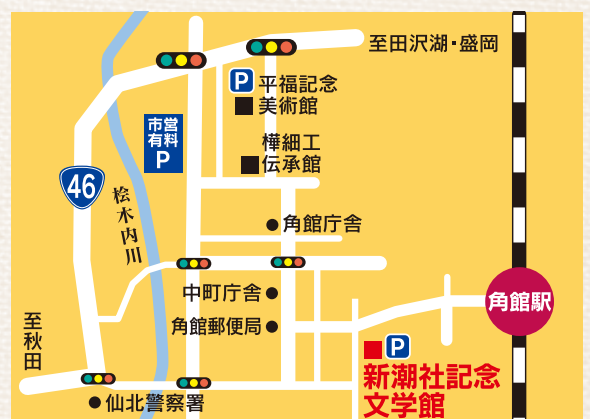 至田沢湖・盛岡
P
平福記念
美術館
市営
有料
P
樺細工
伝承館
46
桧木内川
角館庁舎
中町庁舎
角館駅
角館郵便局
至秋田
P
新潮社記念
文学館
仙北警察署